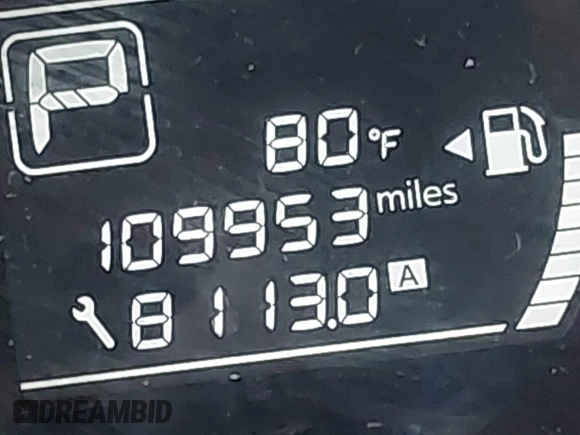 P
80°F
109953 miles
8113.0 A
DREAMBID